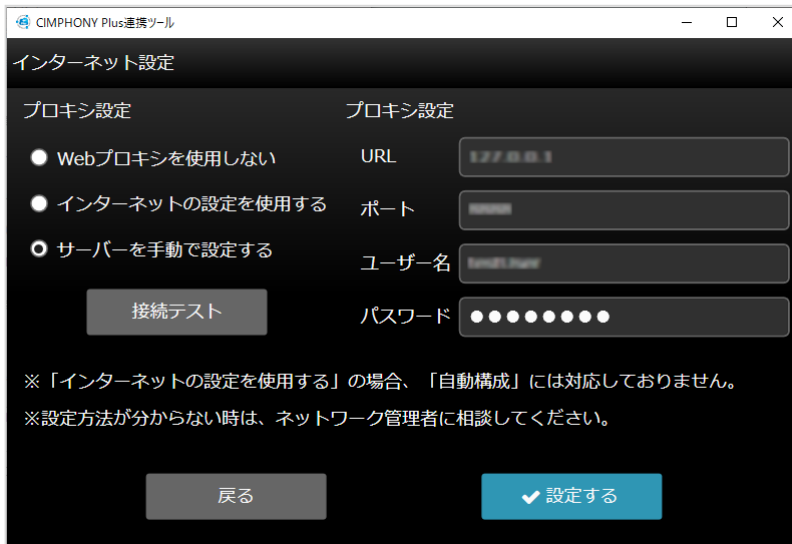 CIMPHONY Plus連携ツール
インターネット設定
プロキシ設定
Webプロキシを使用しない
インターネットの設定を使用する
サーバーを手動で設定する
接続テスト
プロキシ設定
URL 127.0.0.1
ポート
ユーザー名
パスワード ●●●●●●●●
※「インターネットの設定を使用する」の場合、「自動構成」には対応しておりません。
※設定方法が分からない時は、ネットワーク管理者に相談してください。
戻る
設定する